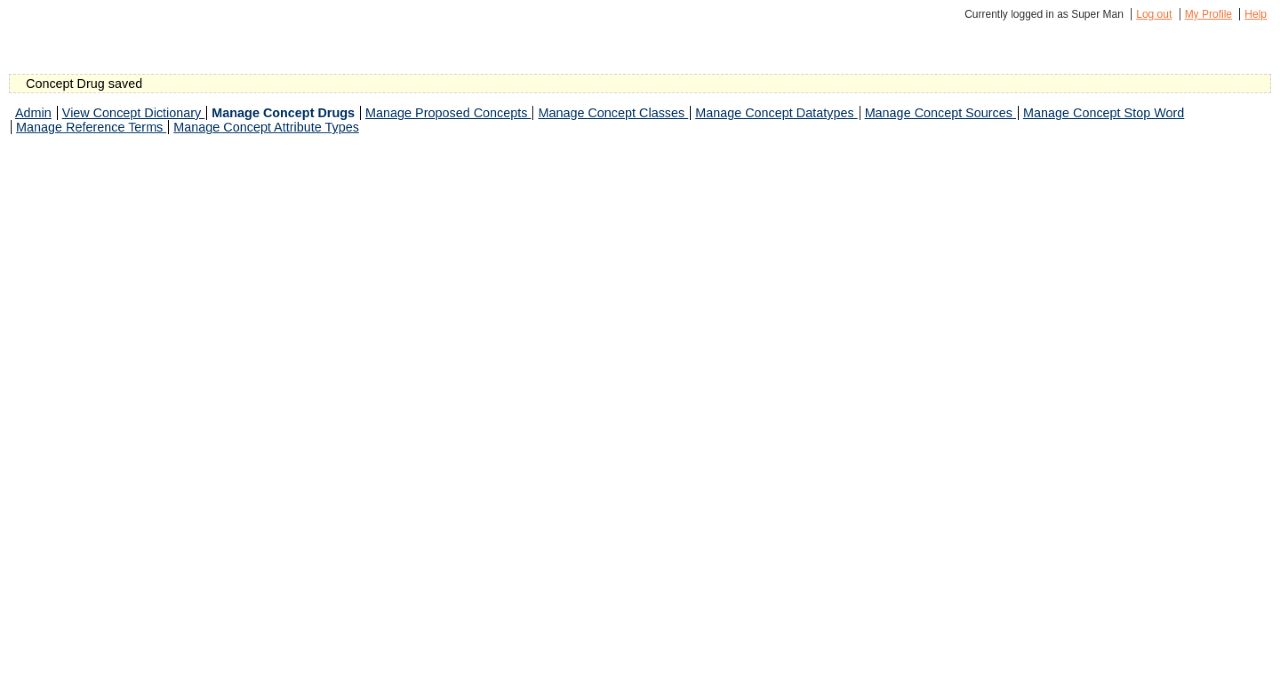 Currently logged in as Super Man Log out My Profile Help
Concept Drug saved
Admin View Concept Dictionary Manage Concept Drugs Manage Proposed Concepts Manage Concept Classes Manage Concept Datatypes Manage Concept Sources Manage Concept Stop Word
Manage Reference Terms Manage Concept Attribute Types